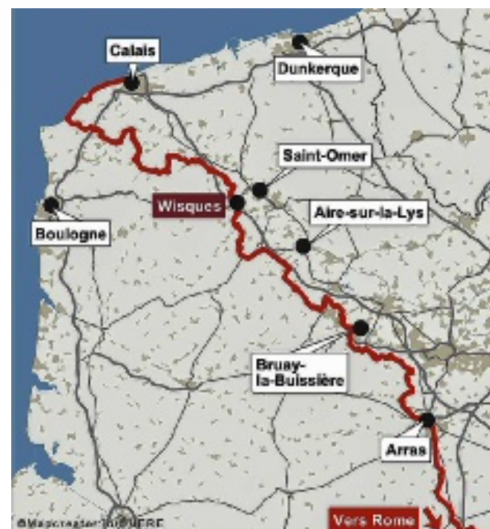 Calais
Dunkerque
Saint-Omer
Wisques
Aire-sur-la-Lys
Boulogne
Bruay-
la-Buissière
Arras
Vers Rome